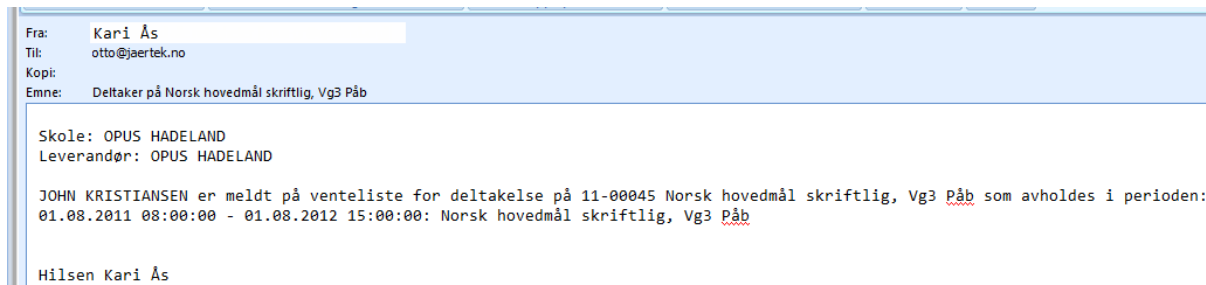 Fra: Kari Ås
Til: otto@jaertek.no
Kopi:
Emne: Deltaker på Norsk hovedmål skriftlig, Vg3 Påb
Skole: OPUS HADELAND
Leverandør: OPUS HADELAND
JOHN KRISTIANSEN er meldt på venteliste for deltakelse på 11-00045 Norsk hovedmål skriftlig, Vg3 Påb som avholdes i perioden:
01.08.2011 08:00:00 - 01.08.2012 15:00:00: Norsk hovedmål skriftlig, Vg3 Påb
Hilsen Kari Ås